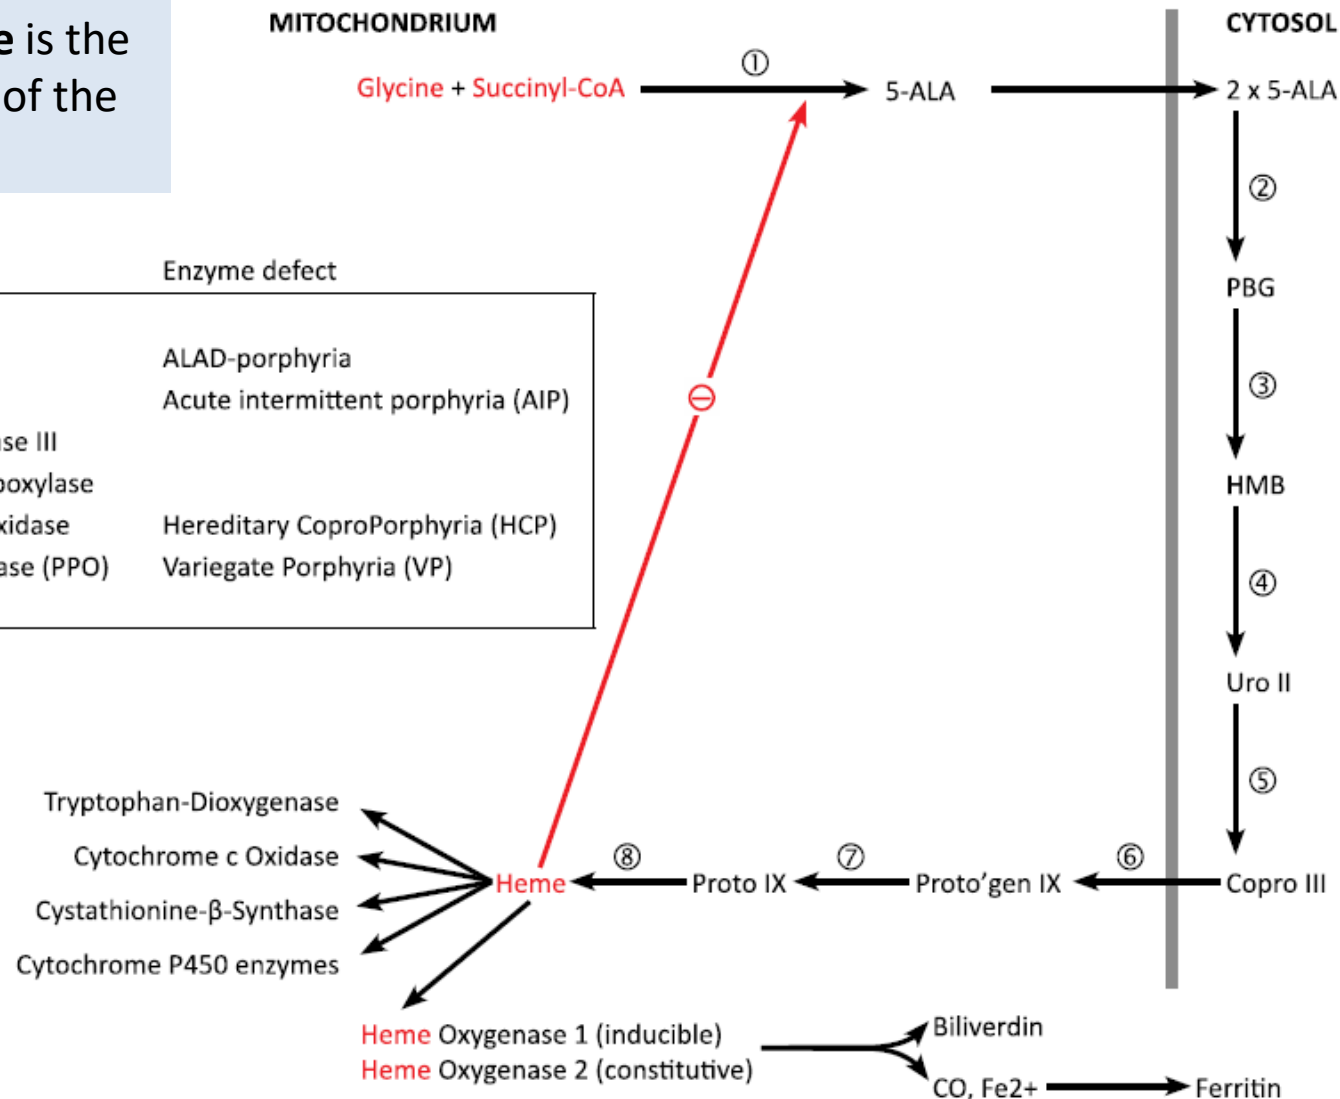 e is the
of the
MITOCHONDRIUM
CYTOSOL
Glycine + Succinyl-CoA
①
5-ALA
2 x 5-ALA
②
Enzyme defect
PBG
ALAD-porphyria
Acute intermittent porphyria (AIP)
③
ase III
boxylase
HMB
xidase
Hereditary CoproPorphyria (HCP)
ase (PPO)
Variegate Porphyria (VP)
④
Uro II
⑤
Tryptophan-Dioxygenase
Cytochrome c Oxidase
Cystathionine-β-Synthase
Cytochrome P450 enzymes
Heme
⑧
Proto IX
⑦
Proto’gen IX
⑥
Copro III
Heme Oxygenase 1 (inducible)
Heme Oxygenase 2 (constitutive)
Biliverdin
CO, Fe2+
Ferritin